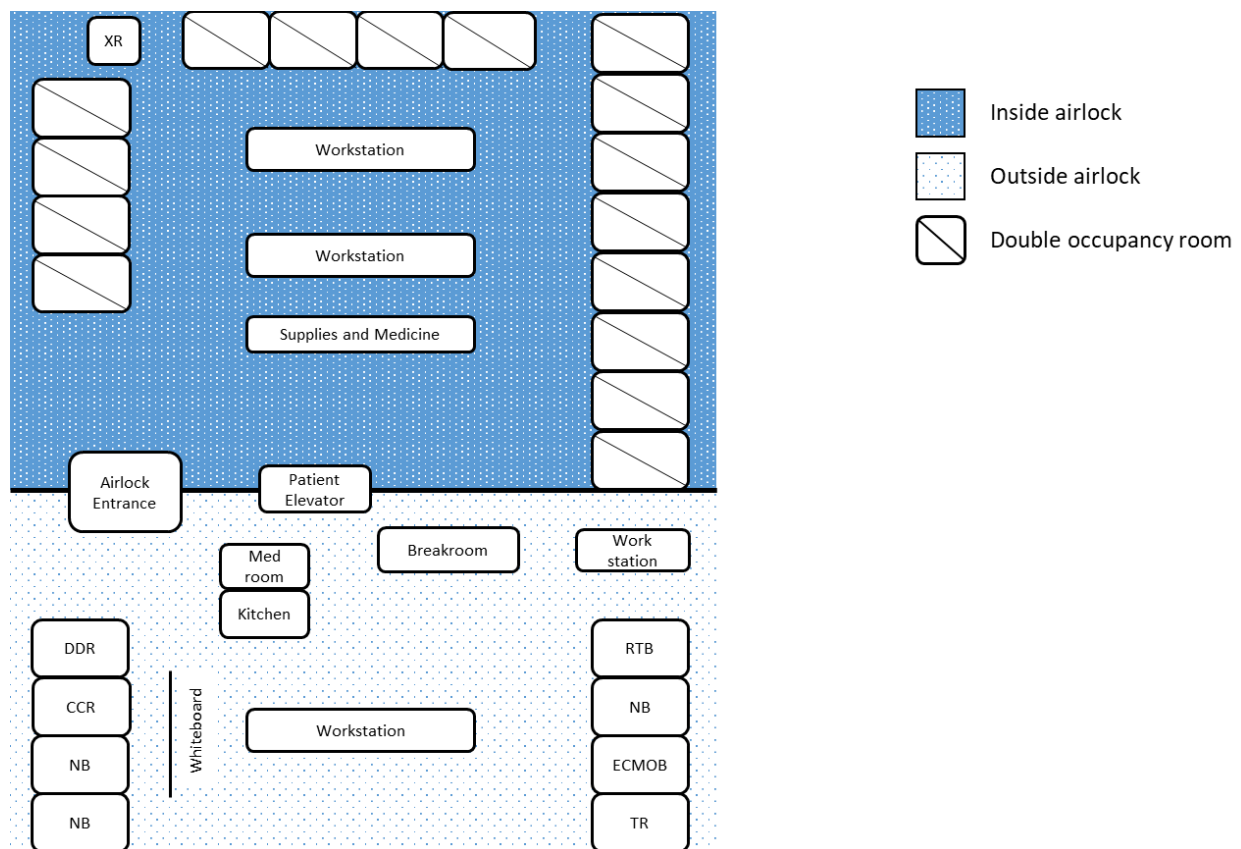 XR
Workstation
Workstation
Supplies and Medicine
Airlock
Entrance
Patient
Elevator
Breakroom
Work
station
Med
room
Kitchen
DDR
CCR
NB
NB
Whiteboard
Workstation
RTB
NB
ECMOB
TR
Inside airlock
Outside airlock
Double occupancy room